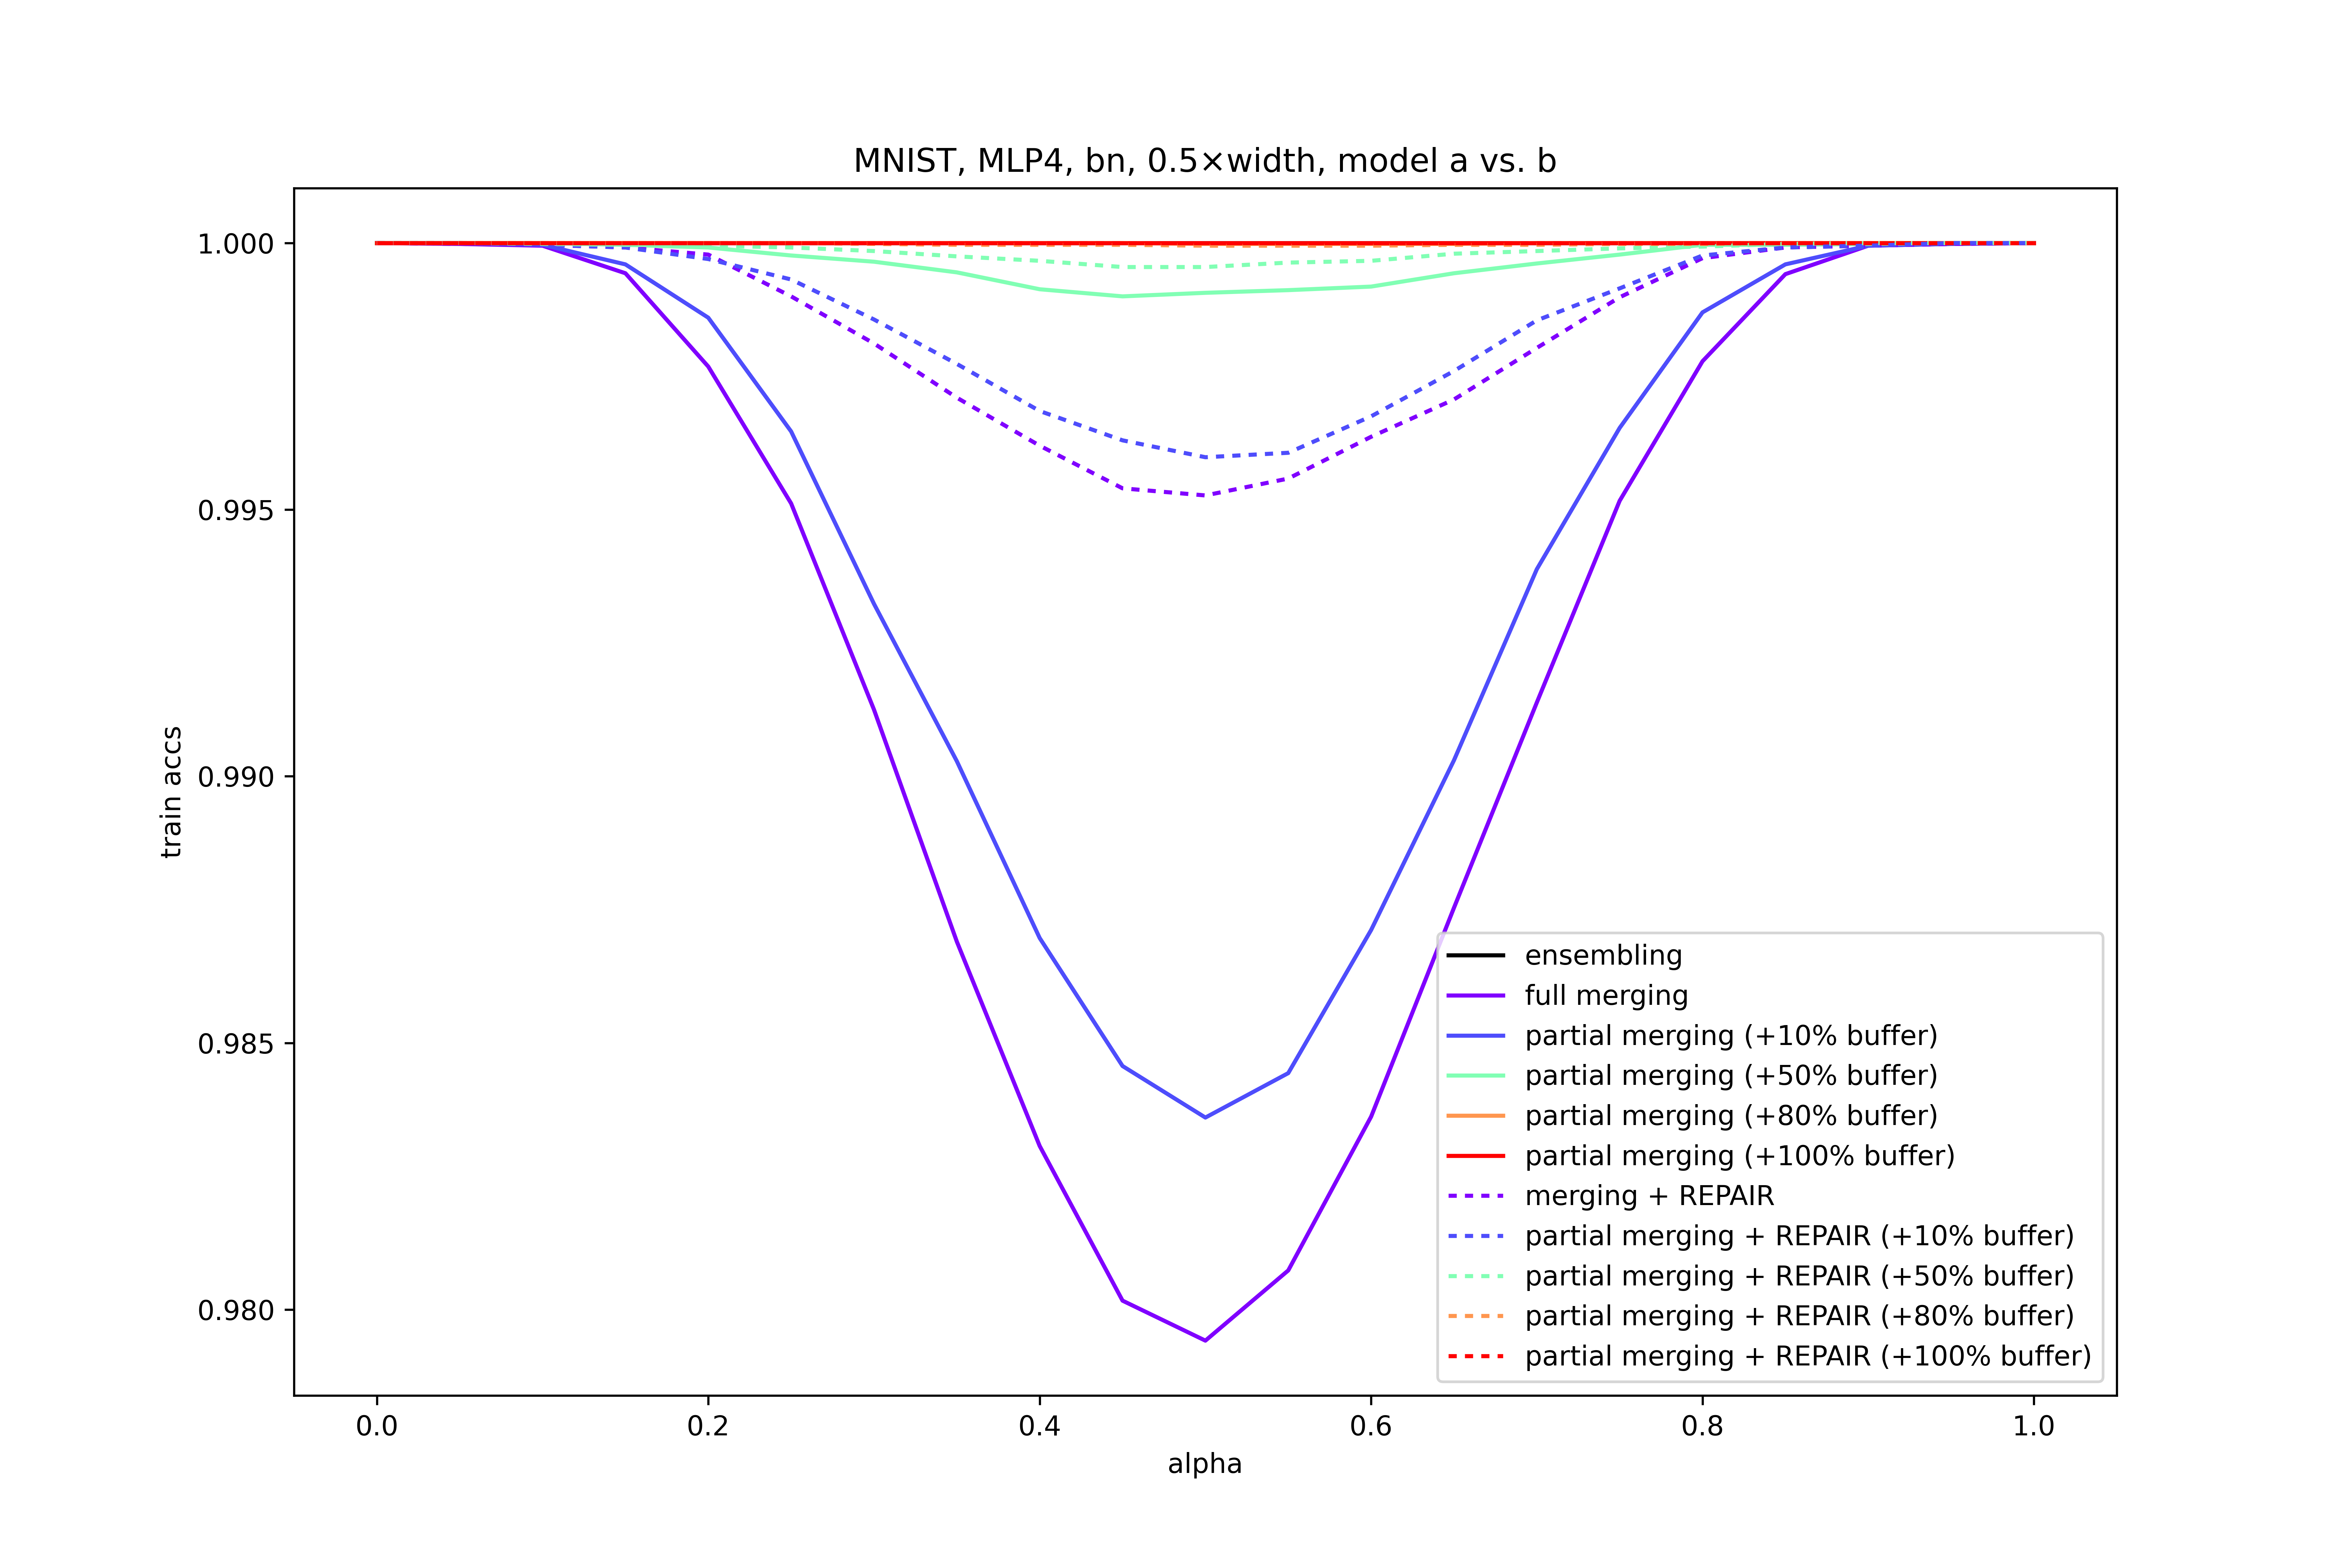 MNIST, MLP4, bn, 0.5×width, model a vs. b
1.000
0.995
0.990
0.985
0.980
train accs
0.0
0.2
0.4
0.6
0.8
1.0
alpha
ensembling
full merging
partial merging (+10% buffer)
partial merging (+50% buffer)
partial merging (+80% buffer)
partial merging (+100% buffer)
merging + REPAIR
partial merging + REPAIR (+10% buffer)
partial merging + REPAIR (+50% buffer)
partial merging + REPAIR (+80% buffer)
partial merging + REPAIR (+100% buffer)